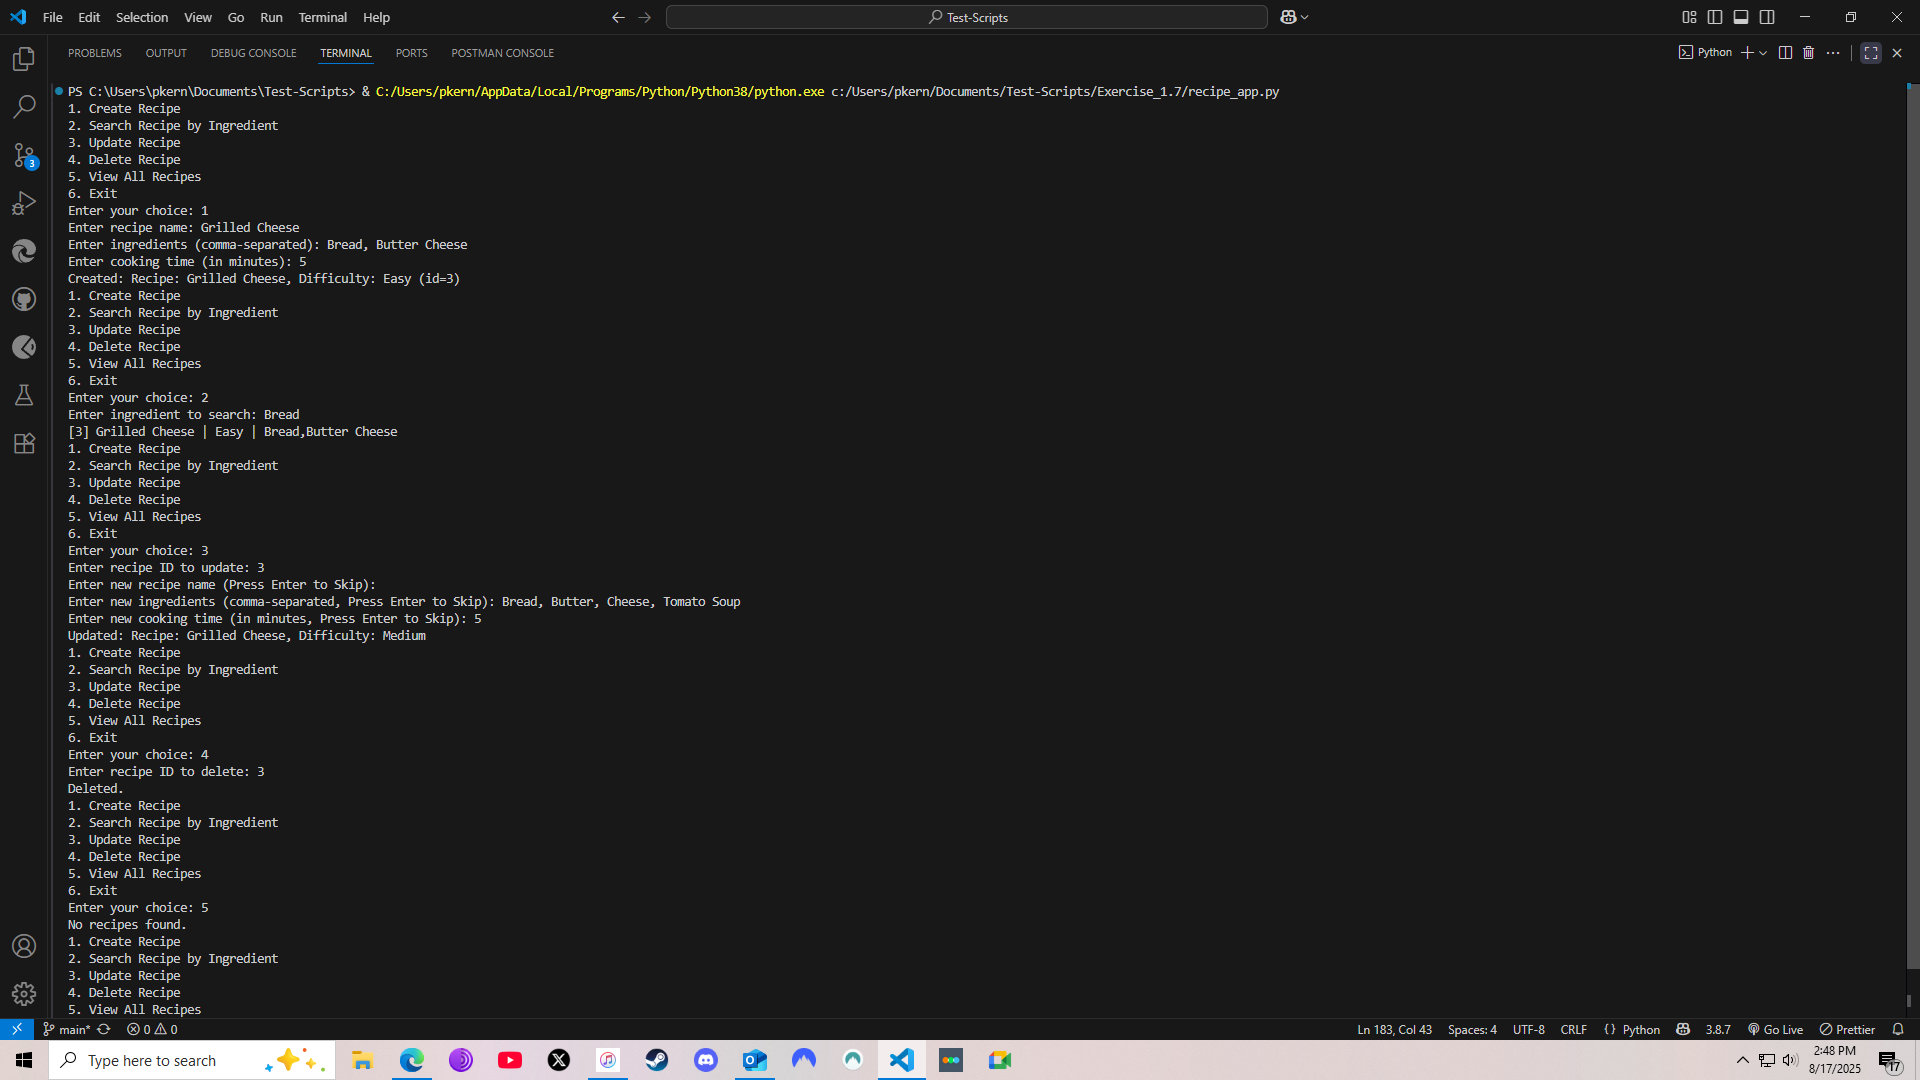 File Edit Selection View Go Run Terminal Help
Test-Scripts
PROBLEMS OUTPUT DEBUG CONSOLE TERMINAL PORTS POSTMAN CONSOLE
Python
PS C:\Users\pkern\Documents\Test-Scripts> & C:/Users/pkern/AppData/Local/Programs/Python/Python38/python.exe c:/Users/pkern/Documents/Test-Scripts/Exercise_1.7/recipe_app.py
1. Create Recipe
2. Search Recipe by Ingredient
3. Update Recipe
4. Delete Recipe
5. View All Recipes
6. Exit
Enter your choice: 1
Enter recipe name: Grilled Cheese
Enter ingredients (comma-separated): Bread, Butter Cheese
Enter cooking time (in minutes): 5
Created: Recipe: Grilled Cheese, Difficulty: Easy (id=3)
1. Create Recipe
2. Search Recipe by Ingredient
3. Update Recipe
4. Delete Recipe
5. View All Recipes
6. Exit
Enter your choice: 2
Enter ingredient to search: Bread
[3] Grilled Cheese | Easy | Bread,Butter Cheese
1. Create Recipe
2. Search Recipe by Ingredient
3. Update Recipe
4. Delete Recipe
5. View All Recipes
6. Exit
Enter your choice: 3
Enter recipe ID to update: 3
Enter new recipe name (Press Enter to Skip):
Enter new ingredients (comma-separated, Press Enter to Skip): Bread, Butter, Cheese, Tomato Soup
Enter new cooking time (in minutes, Press Enter to Skip): 5
Updated: Recipe: Grilled Cheese, Difficulty: Medium
1. Create Recipe
2. Search Recipe by Ingredient
3. Update Recipe
4. Delete Recipe
5. View All Recipes
6. Exit
Enter your choice: 4
Enter recipe ID to delete: 3
Deleted.
1. Create Recipe
2. Search Recipe by Ingredient
3. Update Recipe
4. Delete Recipe
5. View All Recipes
6. Exit
Enter your choice: 5
No recipes found.
1. Create Recipe
2. Search Recipe by Ingredient
3. Update Recipe
4. Delete Recipe
5. View All Recipes
3
main* 0 0 Ln 183, Col 43 Spaces: 4 UTF-8 CRLF {} Python 3.8.7 Go Live Prettier
Type here to search
2:48 PM
8/17/2025
17